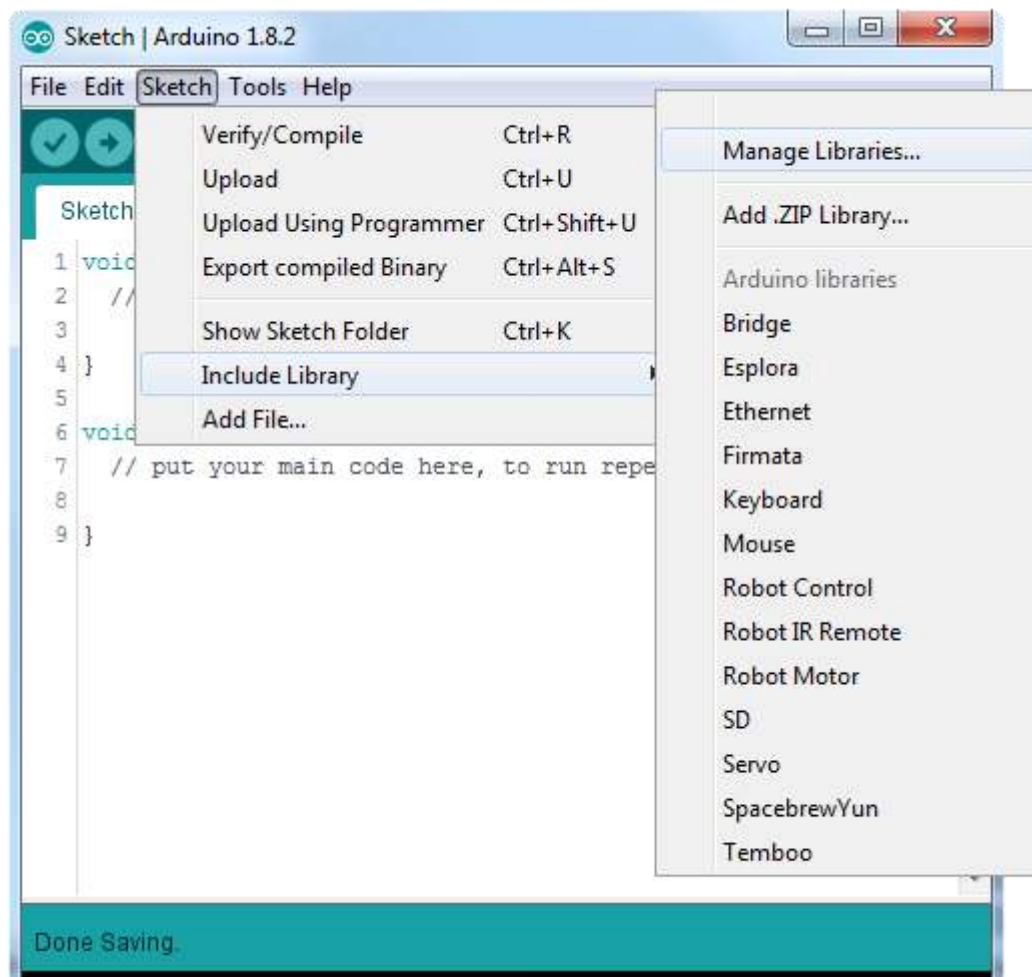 Sketch | Arduino 1.8.2
File Edit Sketch Tools Help
Verify/Compile Ctrl+R
Upload Ctrl+U
Upload Using Programmer Ctrl+Shift+U
Export compiled Binary Ctrl+Alt+S
Show Sketch Folder Ctrl+K
Include Library
Add File...
Manage Libraries...
Add .ZIP Library...
Arduino libraries
Bridge
Esplora
Ethernet
Firmata
Keyboard
Mouse
Robot Control
Robot IR Remote
Robot Motor
SD
Servo
SpacebrewYun
Temboo
Sketch
1 void
2 //
3
4 }
5
6 void
7 // put your main code here, to run repe
8
9 }
Done Saving.